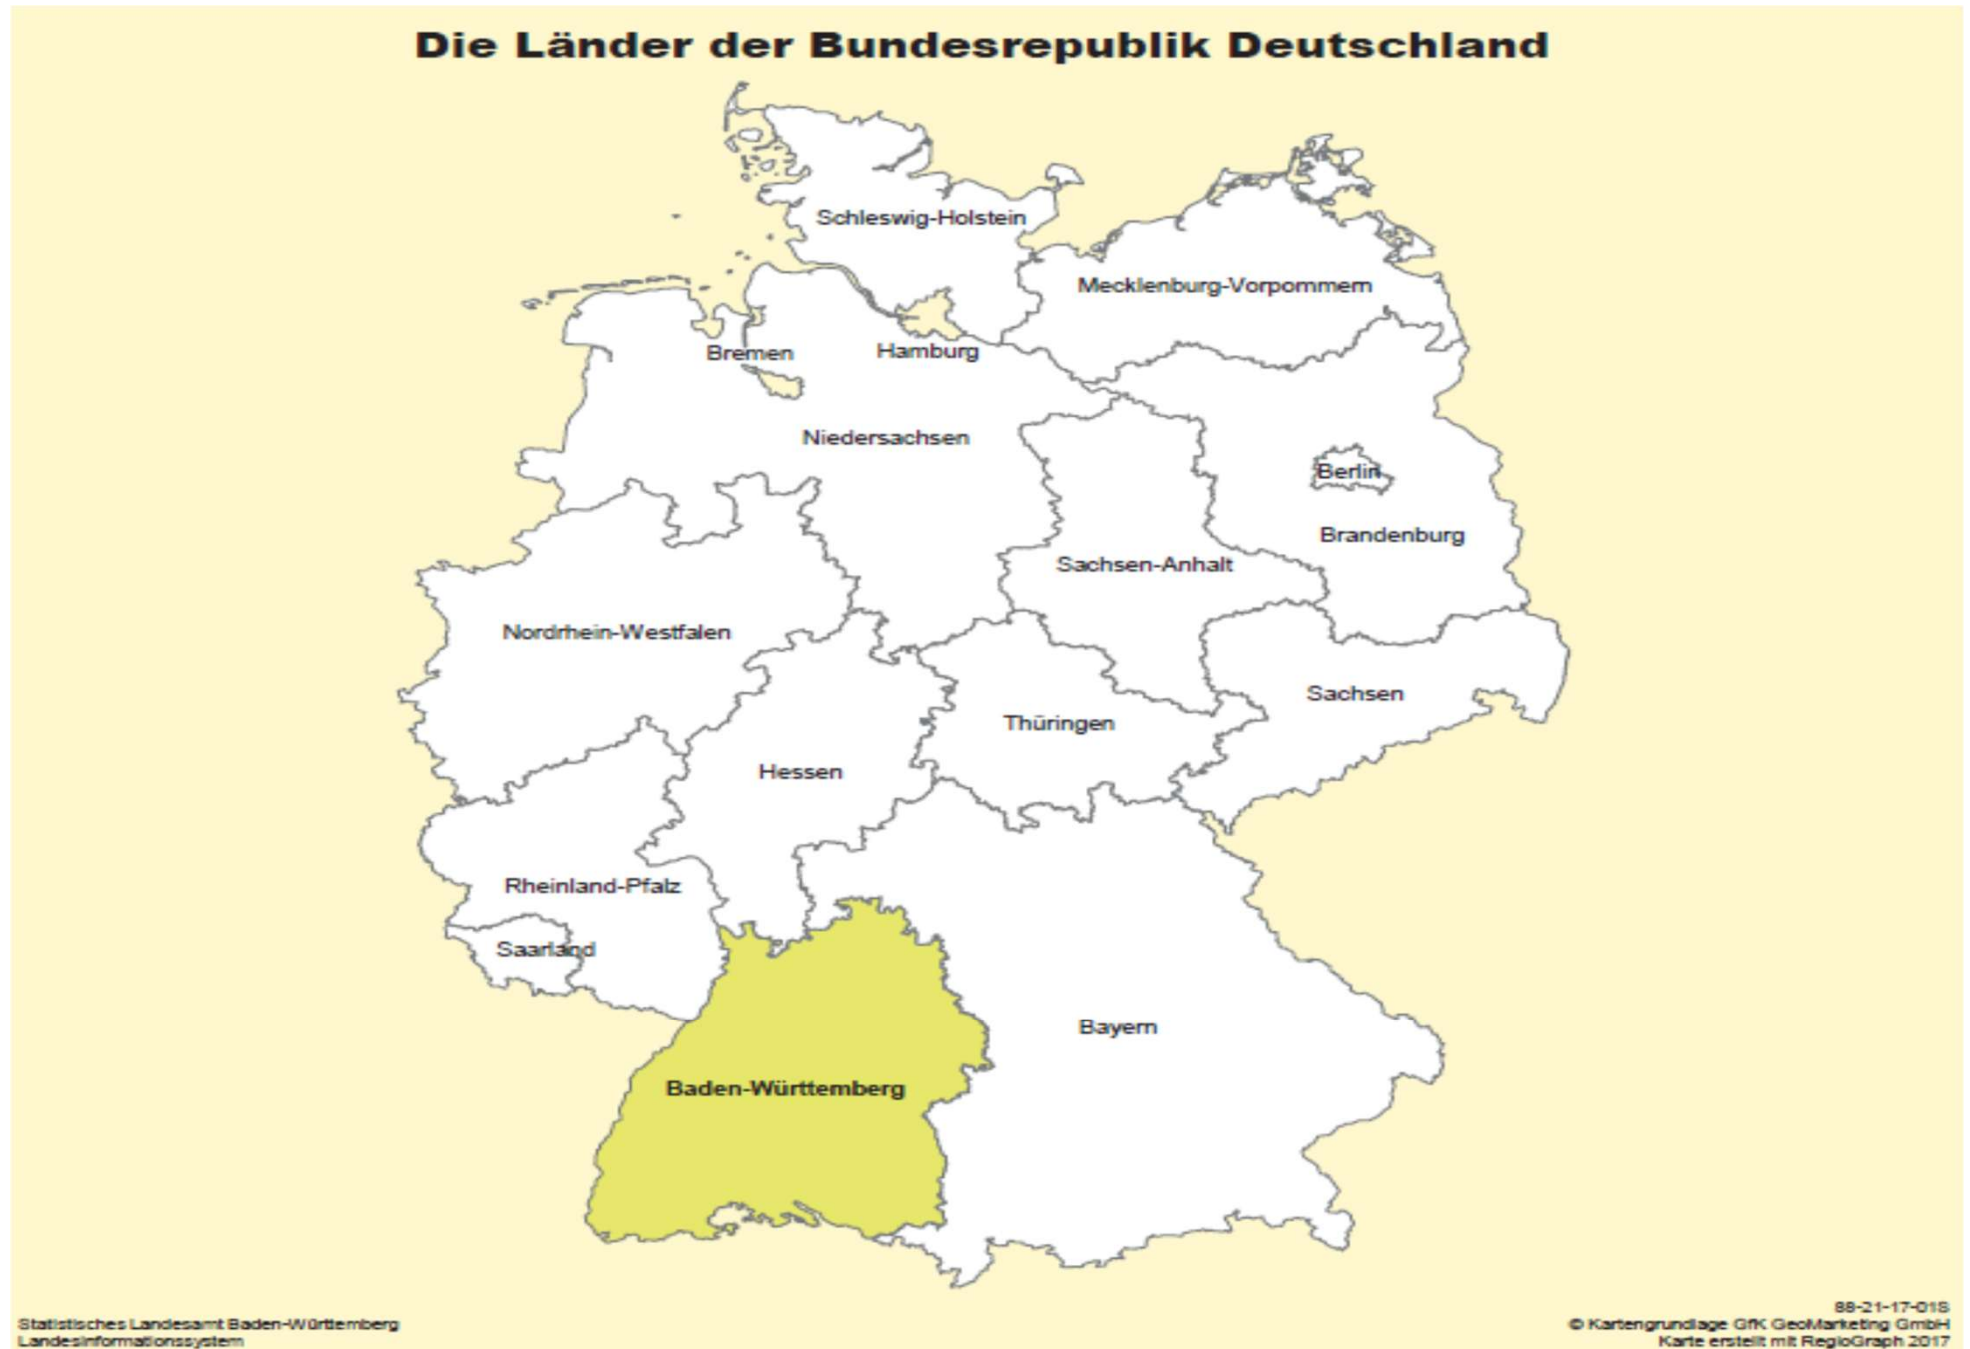 Die Länder der Bundesrepublik Deutschland
Schleswig-Holstein
Mecklenburg-Vorpommern
Bremen
Hamburg
Niedersachsen
Berlin
Brandenburg
Sachsen-Anhalt
Nordrhein-Westfalen
Sachsen
Thüringen
Hessen
Rheinland-Pfalz
Saarland
Bayern
Baden-Württemberg
Statistisches Landesamt Baden-Württemberg
Landesinformationssystem
88-21-17-01S
© Kartengrundlage GfK GeoMarketing GmbH
Karte erstellt mit RegioGraph 2017